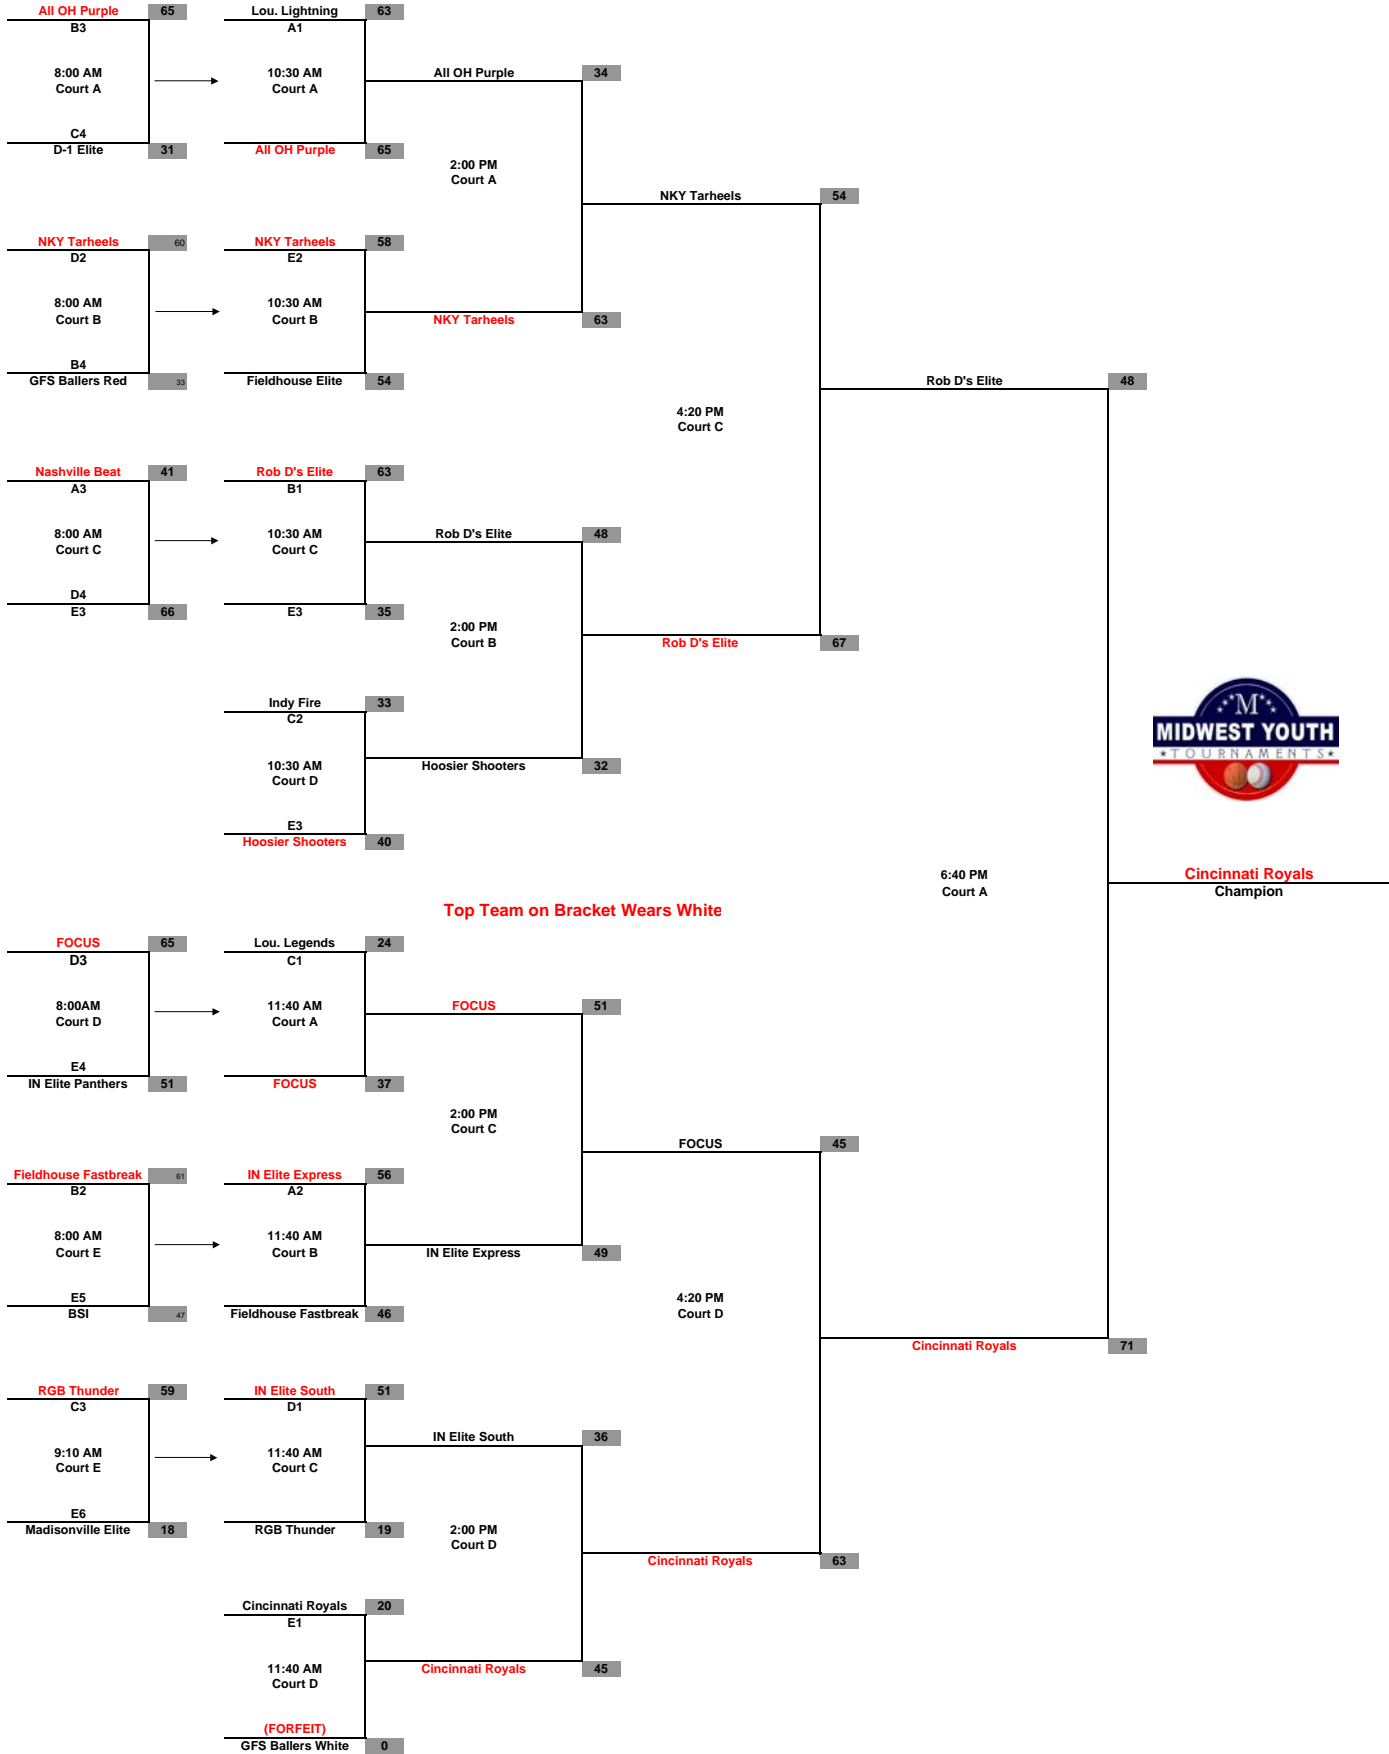 All OH Purple 65 Lou. Lightning 63
B3 A1
8:00 AM 10:30 AM All OH Purple 34
Court A Court A
C4
D-1 Elite 31 All OH Purple 65
2:00 PM
Court A
NKY Tarheels 54
NKY Tarheels 60 NKY Tarheels 58
D2 E2
8:00 AM 10:30 AM
Court B Court B NKY Tarheels 63
B4
GFS Ballers Red 33 Fieldhouse Elite 54 Rob D's Elite 48
4:20 PM
Court C
Nashville Beat 41 Rob D's Elite 63
A3 B1
8:00 AM 10:30 AM Rob D's Elite 48
Court C Court C
D4
E3 66 E3 35
2:00 PM
Court B Rob D's Elite 67
Indy Fire 33
C2
M
MIDWEST YOUTH
TOURNAMENTS
10:30 AM Hoosier Shooters 32
Court D
E3
Hoosier Shooters 40
6:40 PM Cincinnati Royals
Court A Champion
Top Team on Bracket Wears White
FOCUS 65 Lou. Legends 24
D3 C1
8:00AM 11:40 AM FOCUS 51
Court D Court A
E4
IN Elite Panthers 51 FOCUS 37
2:00 PM
Court C
FOCUS 45
Fieldhouse Fastbreak 61 IN Elite Express 56
B2 A2
8:00 AM 11:40 AM
Court E Court B IN Elite Express 49
E5 4:20 PM
BSI 47 Fieldhouse Fastbreak 46 Court D
Cincinnati Royals 71
RGB Thunder 59 IN Elite South 51
C3 D1
IN Elite South 36
9:10 AM 11:40 AM
Court E Court C
E6
Madisonville Elite 18 RGB Thunder 19 2:00 PM
Court D
Cincinnati Royals 63
Cincinnati Royals 20
E1
11:40 AM Cincinnati Royals 45
Court D
(FORFEIT)
GFS Ballers White 0